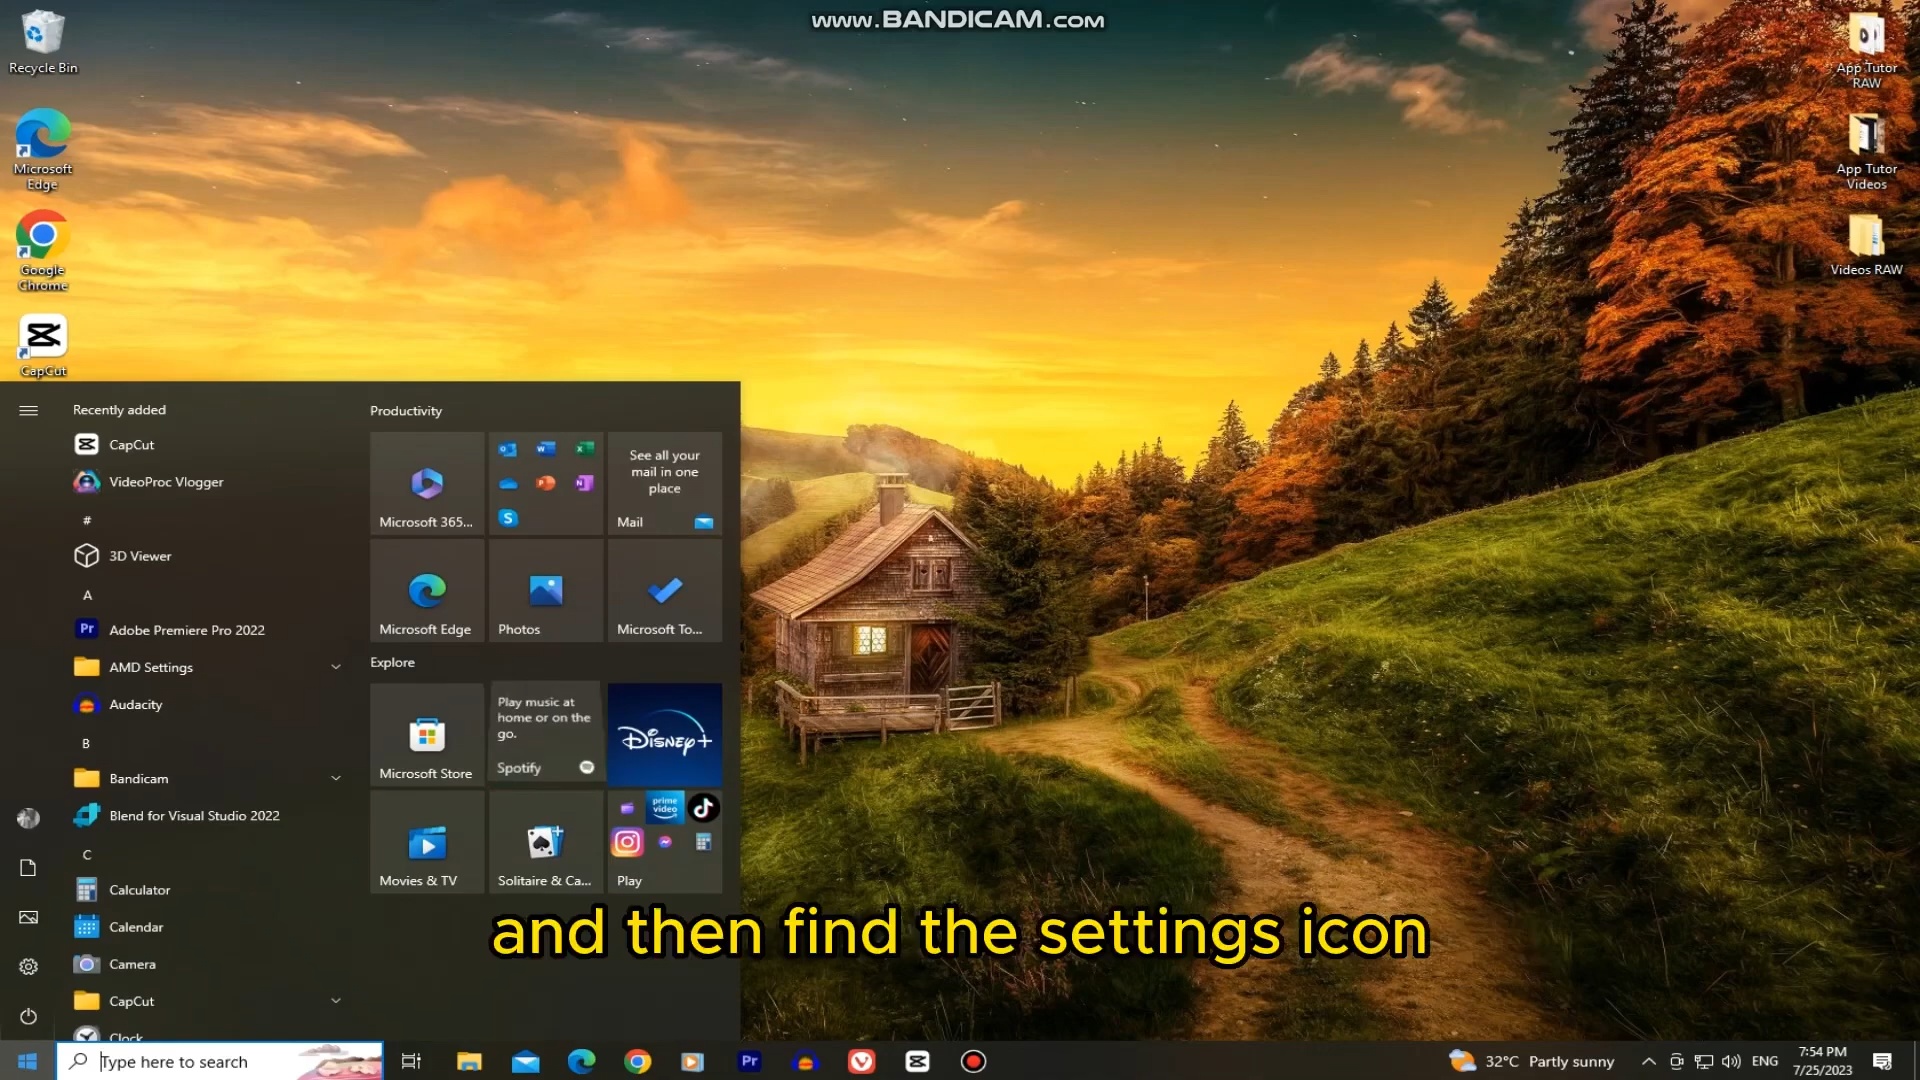 www.BANDICAM.com
Recycle Bin
Microsoft
Edge
Google
Chrome
CapCut
App Tutor
RAW
App Tutor
Videos
Videos RAW
Recently added
CapCut
VideoProc Vlogger
#
3D Viewer
A
Adobe Premiere Pro 2022
AMD Settings
Audacity
B
Bandicam
Blend for Visual Studio 2022
C
Calculator
Calendar
Camera
CapCut
Clock
Productivity
Microsoft 365...
See all your
mail in one
place
Mail
Microsoft Edge
Photos
Microsoft To...
Explore
Microsoft Store
Play music at
home or on the
go.
Spotify
Disney+
Movies & TV
Solitaire & Ca...
prime
video
Play
and then find the settings icon
Type here to search
Pr
32°C Partly sunny
ENG
7:54 PM
7/25/2023